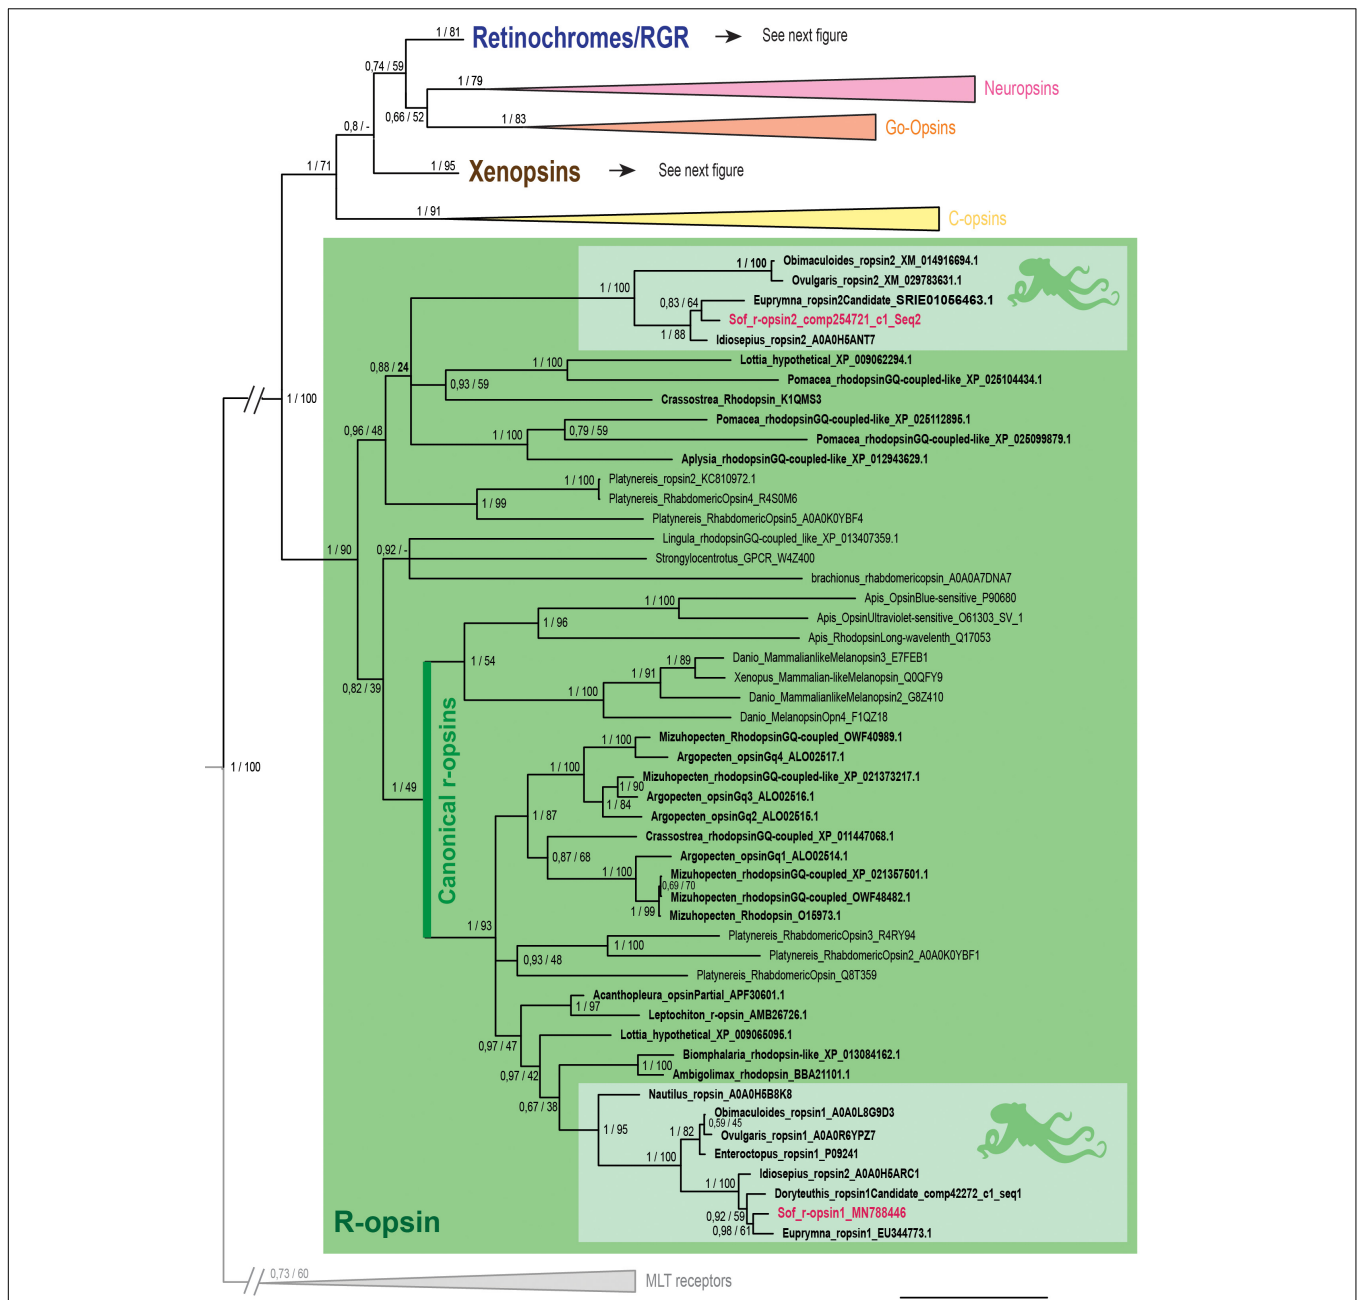 1 / 81
Retinochromes/RGR
See next figure
0,74 / 59
1 / 79
Neuropsins
0,66 / 52
1 / 83
Go-Opsins
0,8 / -
1 / 71
1 / 95
Xenopsins
See next figure
1 / 91
C-opsins
1 / 100
Obimaculoides_ropsin2_XM_014916694.1
Ovulgaris_ropsin2_XM_029783631.1
1 / 100
0,83 / 64
Euprymna_ropsin2Candidate_SRIE01056463.1
Sof_r-opsin2_comp254721_c1_Seq2
1 / 88
Idiosepius_ropsin2_A0A0H5ANT7
0,88 / 24
1 / 100
Lottia_hypothetical_XP_009062294.1
0,93 / 59
Pomacea_rhodopsinGQ-coupled-like_XP_025104434.1
1 / 100
Crassostrea_Rhodopsin_K1QMS3
Pomacea_rhodopsinGQ-coupled-like_XP_025112895.1
0,96 / 48
1 / 100
0,79 / 59
Pomacea_rhodopsinGQ-coupled-like_XP_025099879.1
Aplysia_rhodopsinGQ-coupled-like_XP_012943629.1
1 / 100
Platynereis_ropsin2_KC810972.1
1 / 99
Platynereis_RhabdomericOpsin4_R4S0M6
Platynereis_RhabdomericOpsin5_A0A0K0YBF4
Lingula_rhodopsinGQ-coupled_like_XP_013407359.1
1 / 90
0,92 / -
Strongylocentrotus_GPCR_W4Z400
brachionus_rhabdomericopsin_A0A0A7DNA7
1 / 100
Apis_OpsinBlue-sensitive_P90680
1 / 96
Apis_OpsinUltraviolet-sensitive_O61303_SV_1
Apis_RhodopsinLong-wavelenth_Q17053
1 / 54
1 / 89
Danio_MammalianlikeMelanopsin3_E7FEB1
1 / 91
Xenopus_Mammalian-likeMelanopsin_Q0QFY9
0,82 / 39
1 / 100
Danio_MammalianlikeMelanopsin2_G8Z410
Danio_MelanopsinOpn4_F1QZ18
Canonical r-opsins
1 / 100
Mizuhopecten_RhodopsinGQ-coupled_OWF40989.1
Argopecten_opsinGq4_ALO02517.1
1 / 100
1 / 100
Mizuhopecten_rhodopsinGQ-coupled-like_XP_021373217.1
1 / 90
1 / 49
Argopecten_opsinGq3_ALO02516.1
1 / 84
1 / 87
Argopecten_opsinGq2_ALO02515.1
Crassostrea_rhodopsinGQ-coupled_XP_011447068.1
0,87 / 68
Argopecten_opsinGq1_ALO02514.1
1 / 100
Mizuhopecten_rhodopsinGQ-coupled_XP_021357501.1
0,69 / 70
Mizuhopecten_rhodopsinGQ-coupled_OWF48482.1
1 / 99
Mizuhopecten_Rhodopsin_O15973.1
1 / 93
Platynereis_RhabdomericOpsin3_R4RY94
1 / 100
0,93 / 48
Platynereis_RhabdomericOpsin2_A0A0K0YBF1
Platynereis_RhabdomericOpsin_Q8T359
Acanthopleura_opsinPartial_APF30601.1
1 / 97
Leptochiton_r-opsin_AMB26726.1
0,97 / 47
Lottia_hypothetical_XP_009065095.1
Biomphalaria_rhodopsin-like_XP_013084162.1
1 / 100
0,97 / 42
Ambigolimax_rhodopsin_BBA21101.1
0,67 / 38
Nautilus_ropsin_A0A0H5B8K8
Obimaculoides_ropsin1_A0A0L8G9D3
0,59 / 45
1 / 95
1 / 82
Ovulgaris_ropsin1_A0A0R6YPZ7
1 / 100
Enteroctopus_ropsin1_P09241
Idiosepius_ropsin2_A0A0H5ARC1
1 / 100
Doryteuthis_ropsin1Candidate_comp42272_c1_seq1
0,92 / 59
Sof_r-opsin1_MN788446
0,98 / 61
Euprymna_ropsin1_EU344773.1
R-opsin
0,73 / 60
MLT receptors